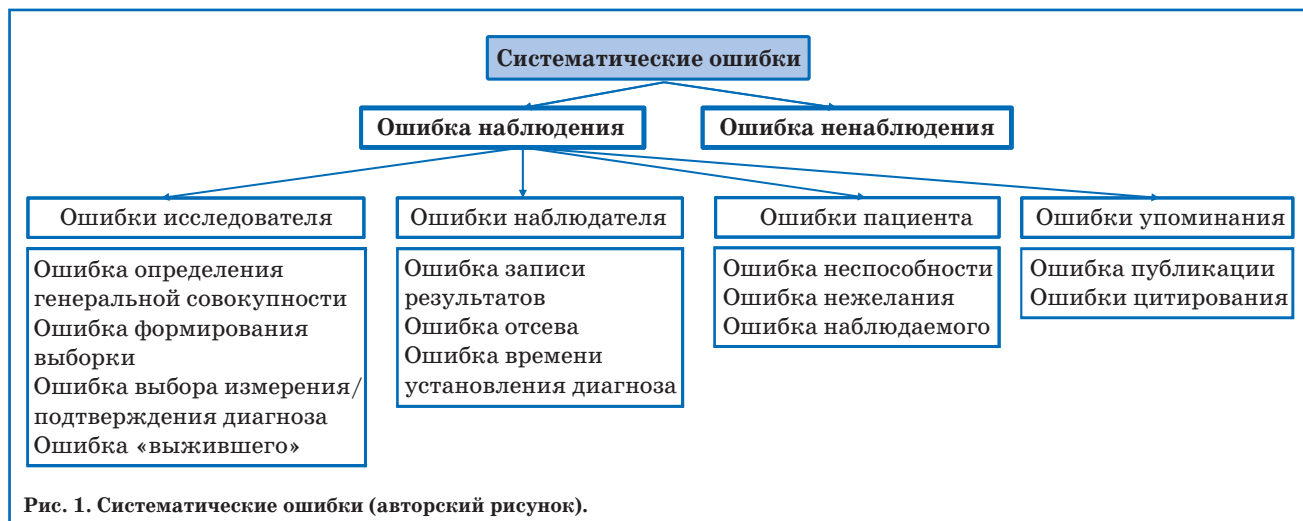 Систематические ошибки
Ошибка наблюдения
Ошибка ненаблюдения
Ошибки исследователя
Ошибка определения
генеральной совокупности
Ошибка формирования
выборки
Ошибка выбора измерения/
подтверждения диагноза
Ошибка «выжившего»
Ошибки наблюдателя
Ошибка записи
результатов
Ошибка отсева
Ошибка времени
установления диагноза
Ошибки пациента
Ошибка неспособности
Ошибка нежелания
Ошибка наблюдаемого
Ошибки упоминания
Ошибка публикации
Ошибки цитирования
Рис. 1. Систематические ошибки (авторский рисунок).